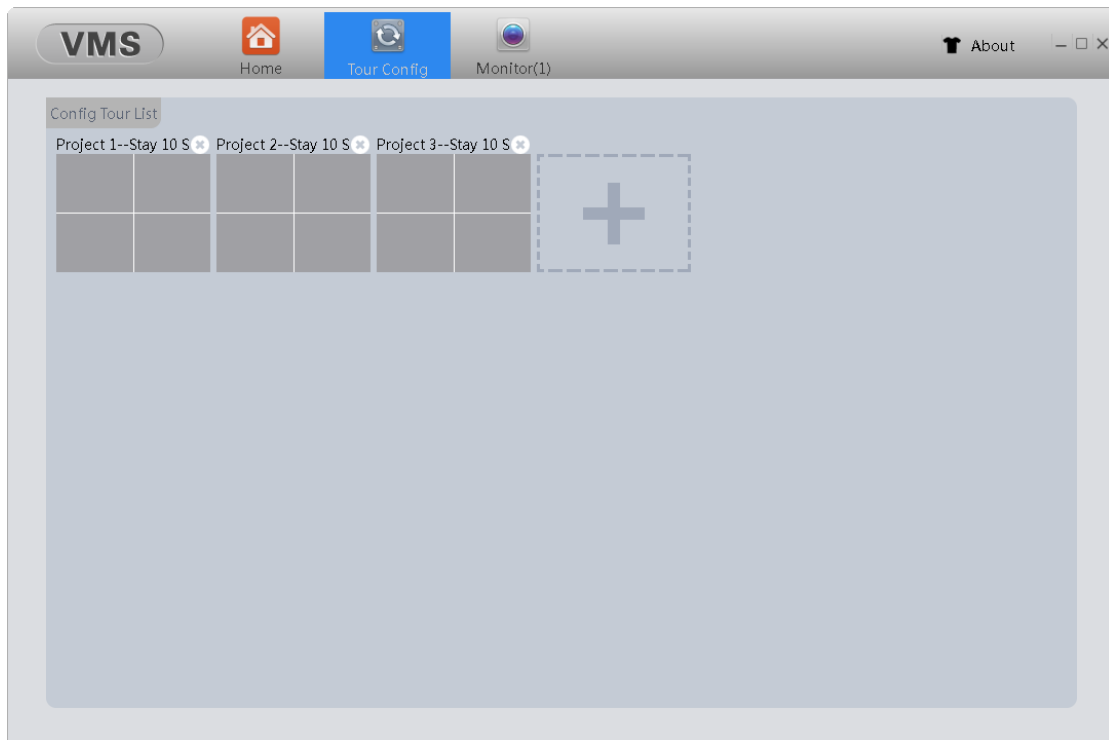 VMS
Home
Tour Config
Monitor(1)
About
Config Tour List
Project 1--Stay 10 S
Project 2--Stay 10 S
Project 3--Stay 10 S